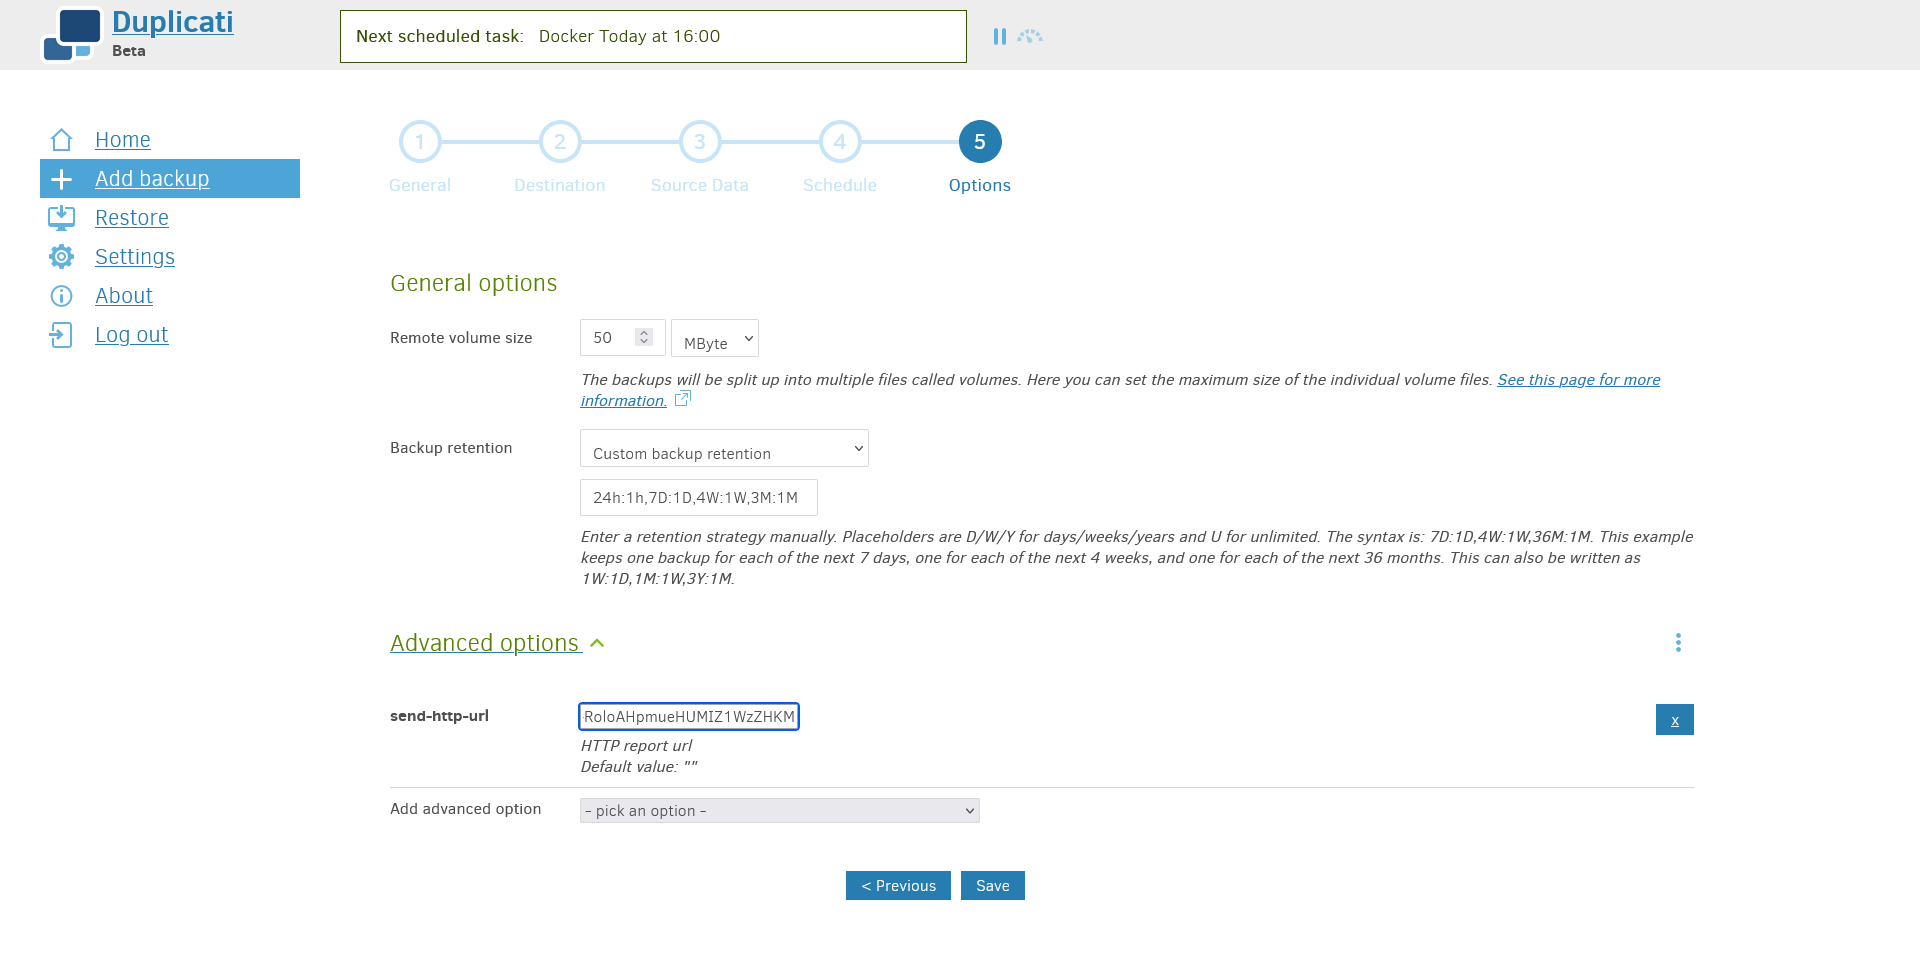 Duplicati
Beta
Next scheduled task: Docker Today at 16:00
Home
Add backup
Restore
Settings
About
Log out
1 2 3 4 5
General Destination Source Data Schedule Options
General options
Remote volume size 50 MByte
The backups will be split up into multiple files called volumes. Here you can set the maximum size of the individual volume files. See this page for more
information.
Backup retention Custom backup retention
24h:1h,7D:1D,4W:1W,3M:1M
Enter a retention strategy manually. Placeholders are D/W/Y for days/weeks/years and U for unlimited. The syntax is: 7D:1D,4W:1W,36M:1M. This example
keeps one backup for each of the next 7 days, one for each of the next 4 weeks, and one for each of the next 36 months. This can also be written as
1W:1D,1M:1W,3Y:1M.
Advanced options
send-http-url RoloAHpmueHUMIZ1WzZHKM x
HTTP report url
Default value: ""
Add advanced option - pick an option -
< Previous Save